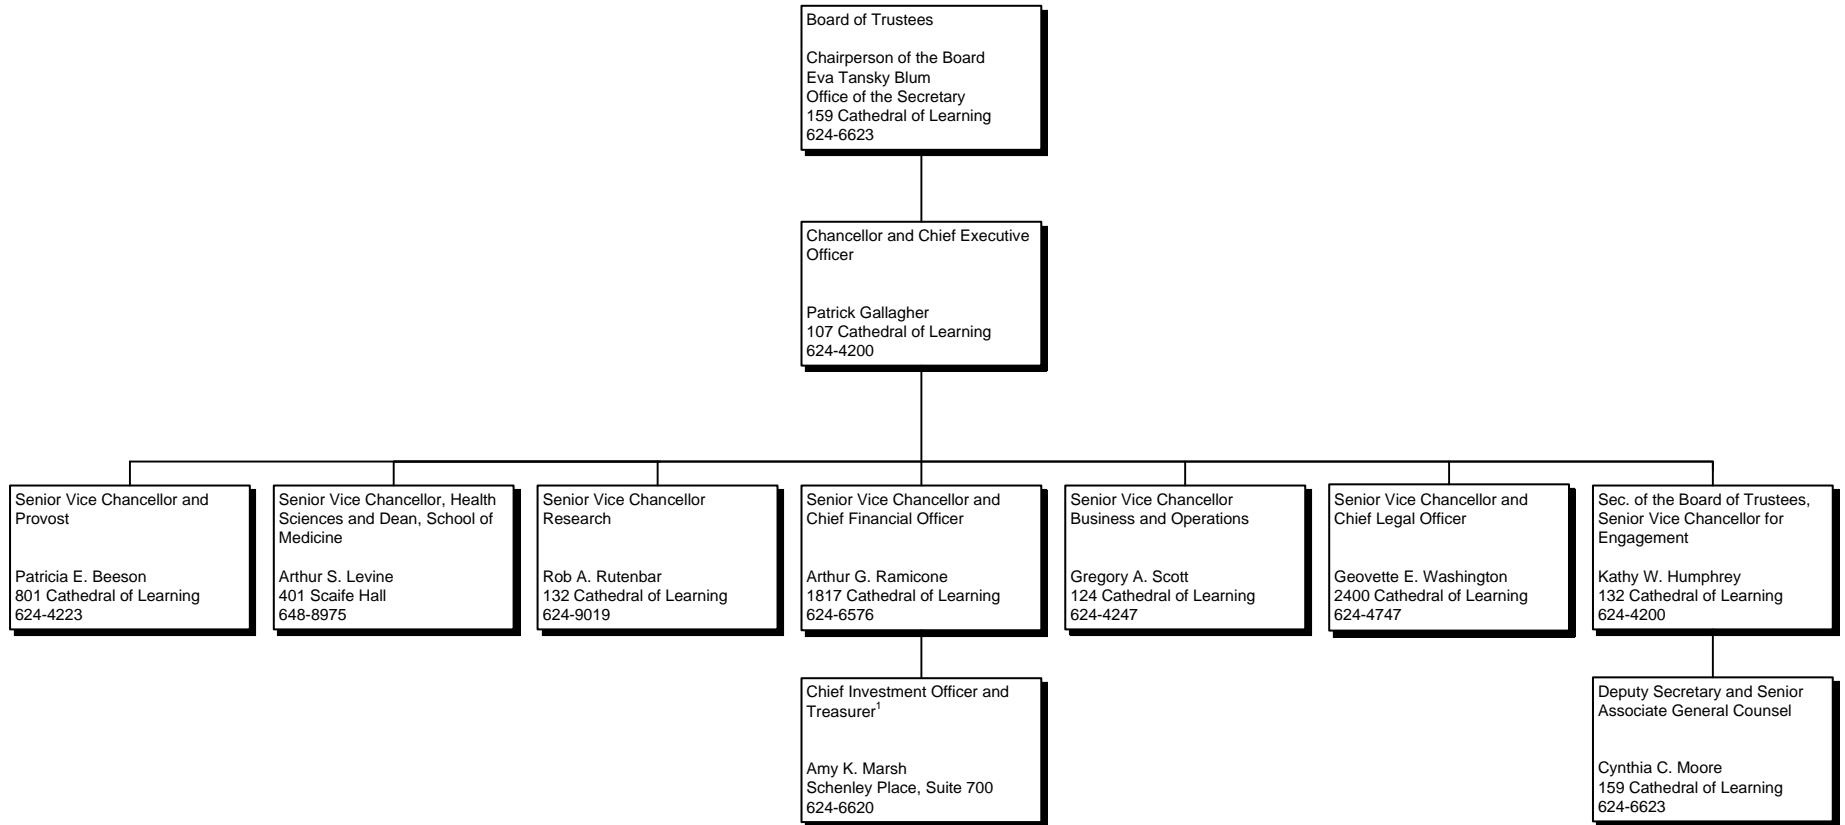 Board of Trustees
Chairperson of the Board
Eva Tansky Blum
Office of the Secretary
159 Cathedral of Learning
624-6623
Chancellor and Chief Executive
Officer
Patrick Gallagher
107 Cathedral of Learning
624-4200
Senior Vice Chancellor and
Provost
Patricia E. Beeson
801 Cathedral of Learning
624-4223
Senior Vice Chancellor, Health
Sciences and Dean, School of
Medicine
Arthur S. Levine
401 Scaife Hall
648-8975
Senior Vice Chancellor
Research
Rob A. Rutenbar
132 Cathedral of Learning
624-9019
Senior Vice Chancellor and
Chief Financial Officer
Arthur G. Ramicone
1817 Cathedral of Learning
624-6576
Senior Vice Chancellor
Business and Operations
Gregory A. Scott
124 Cathedral of Learning
624-4247
Senior Vice Chancellor and
Chief Legal Officer
Geovette E. Washington
2400 Cathedral of Learning
624-4747
Sec. of the Board of Trustees,
Senior Vice Chancellor for
Engagement
Kathy W. Humphrey
132 Cathedral of Learning
624-4200
Chief Investment Officer and
Treasurer¹
Amy K. Marsh
Schenley Place, Suite 700
624-6620
Deputy Secretary and Senior
Associate General Counsel
Cynthia C. Moore
159 Cathedral of Learning
624-6623